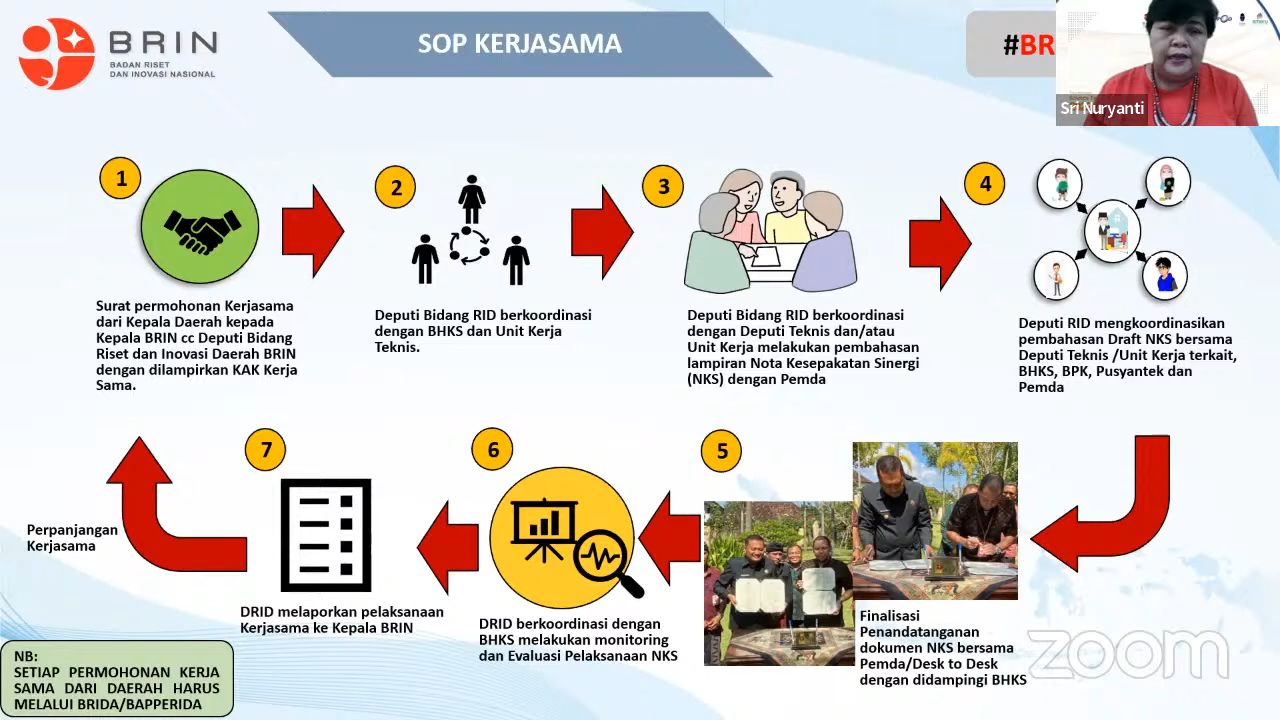 BRIN
BADAN RISET
DAN INOVASI NASIONAL
SOP KERJASAMA
#BR
Sri Nuryanti
1
Surat permohonan Kerjasama
dari Kepala Daerah kepada
Kepala BRIN cc Deputi Bidang
Riset dan Inovasi Daerah BRIN
dengan dilampirkan KAK Kerja
Sama.
2
Deputi Bidang RID berkoordinasi
dengan BHKS dan Unit Kerja
Teknis.
3
Deputi Bidang RID berkoordinasi
dengan Deputi Teknis dan/atau
Unit Kerja melakukan pembahasan
lampiran Nota Kesepakatan Sinergi
(NKS) dengan Pemda
4
Deputi RID mengkoordinasikan
pembahasan Draft NKS bersama
Deputi Teknis /Unit Kerja terkait,
BHKS, BPK, Pusyantek dan
Pemda
5
Finalisasi
Penandatanganan
dokumen NKS bersama
Pemda/Desk to Desk
dengan didampingi BHKS
6
DRID berkoordinasi dengan
BHKS melakukan monitoring
dan Evaluasi Pelaksanaan NKS
7
DRID melaporkan pelaksanaan
Kerjasama ke Kepala BRIN
Perpanjangan
Kerjasama
NB:
SETIAP PERMOHONAN KERJA
SAMA DARI DAERAH HARUS
MELALUI BRIDA/BAPPERIDA
zoom